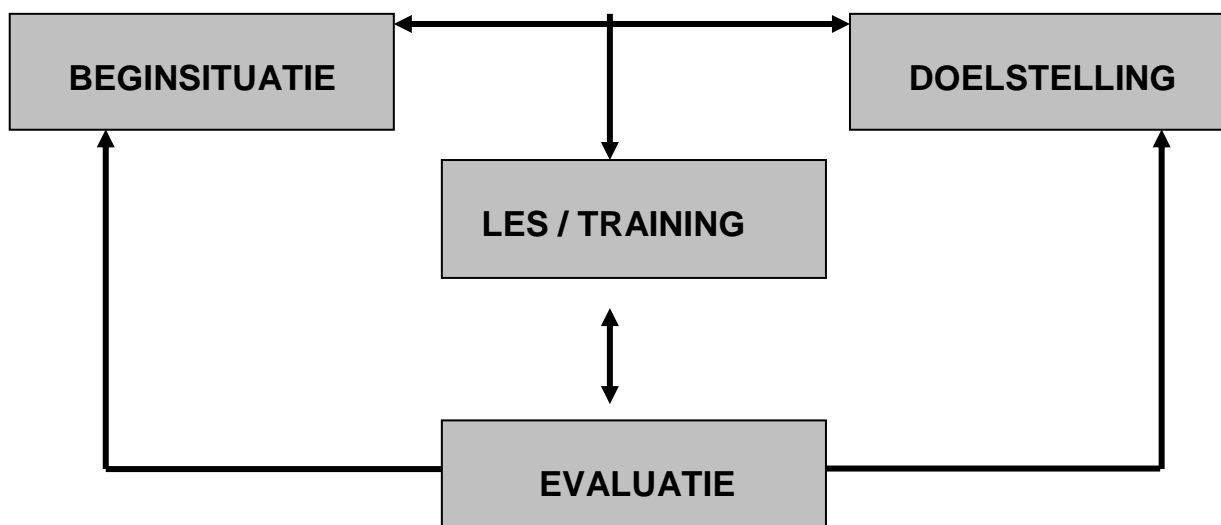 BEGINSITUATIE
DOELSTELLING
LES / TRAINING
EVALUATIE